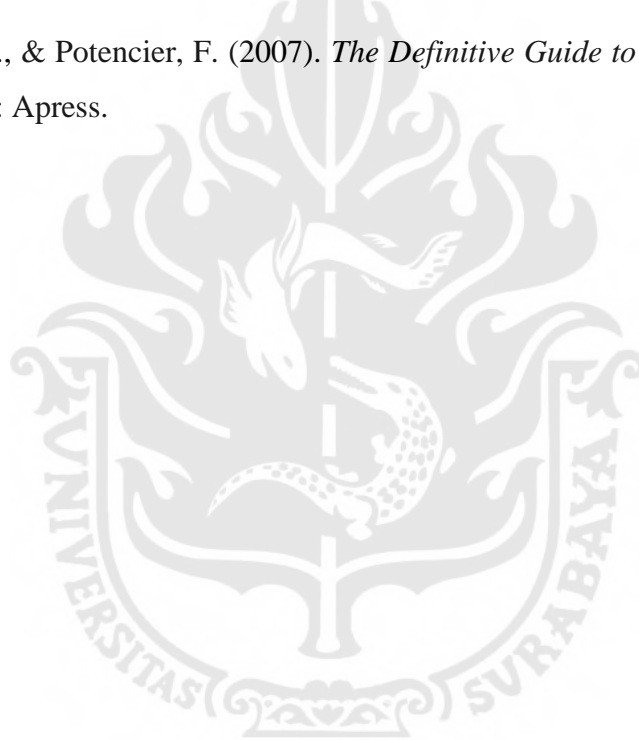 ., & Potencier, F. (2007). The Definitive Guide to
: Apress.
UNIVERSITAS SURABAYA